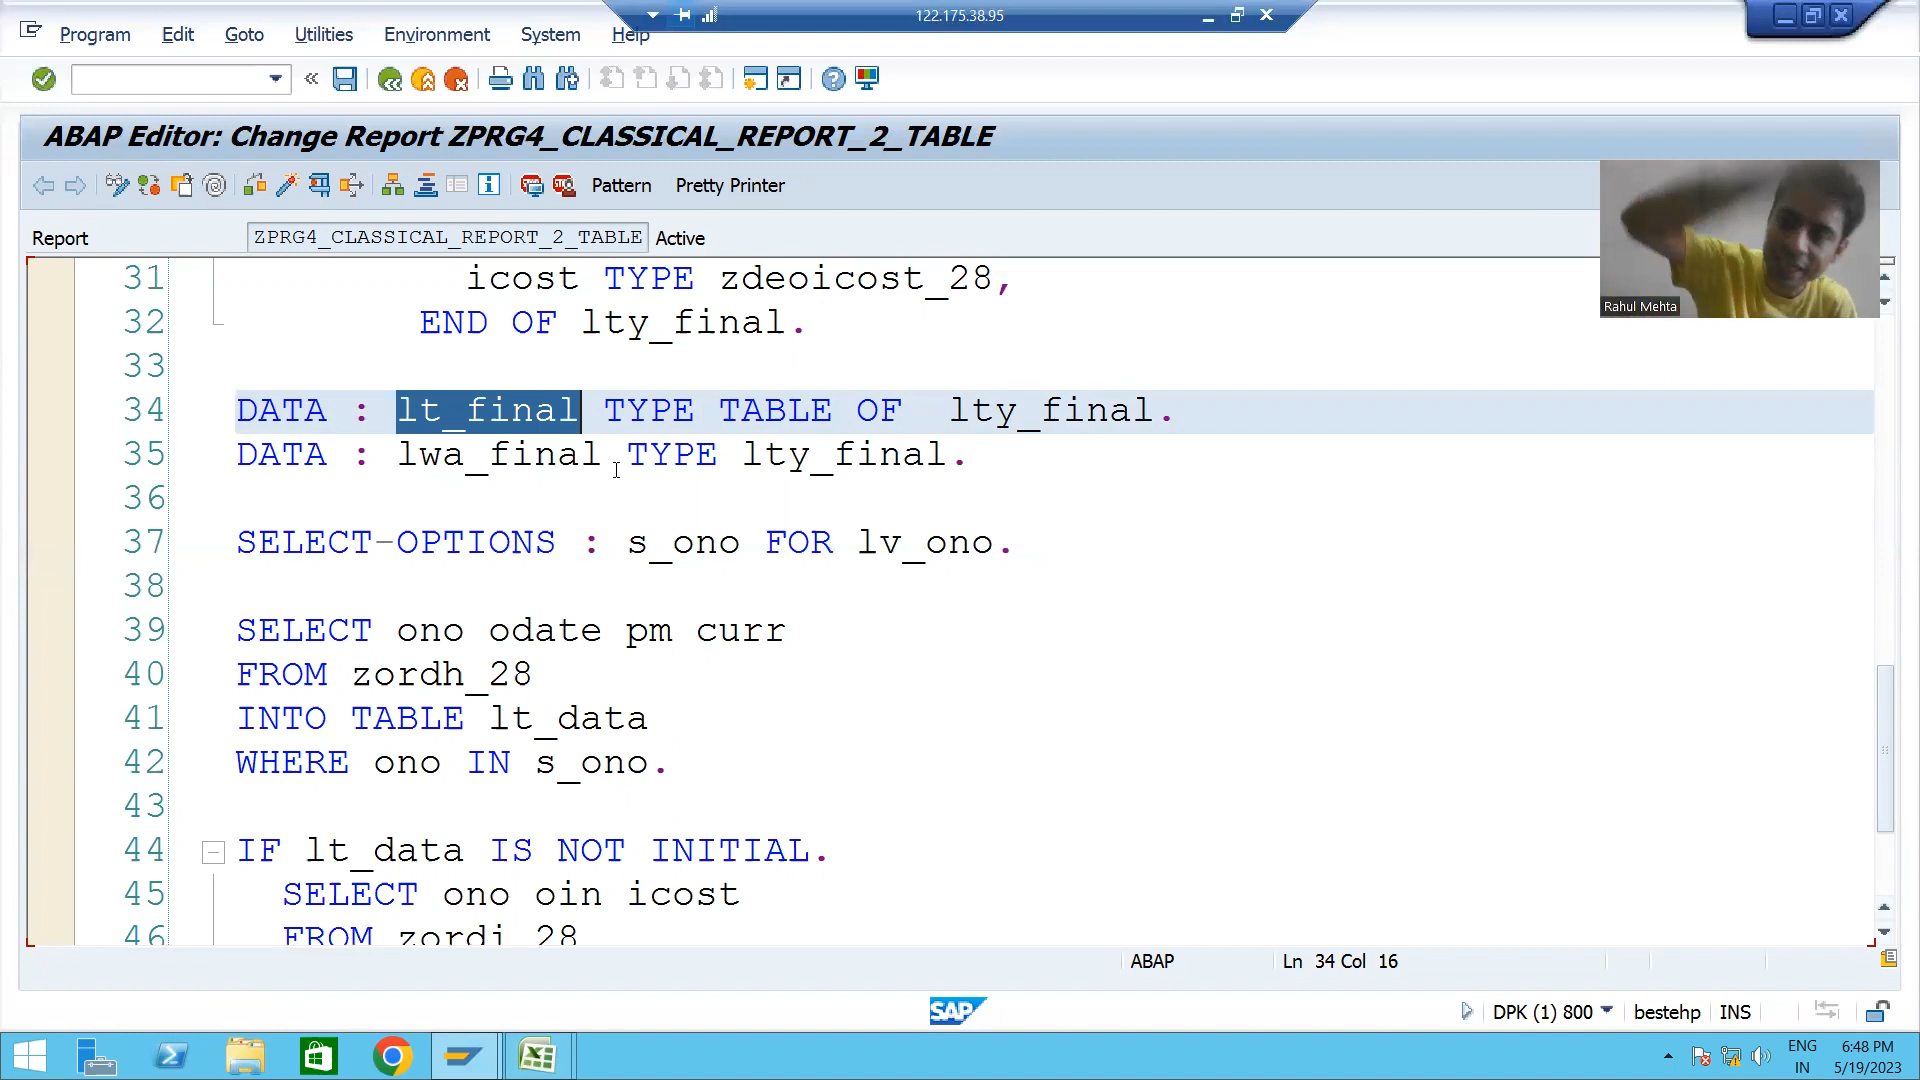 122.175.38.95
Program Edit Goto Utilities Environment System Help
ABAP Editor: Change Report ZPRG4_CLASSICAL_REPORT_2_TABLE
Pattern Pretty Printer
Report ZPRG4_CLASSICAL_REPORT_2_TABLE Active
Rahul Mehta
31 icost TYPE zdeoicost_28,
32 END OF lty_final.
33
34 DATA : lt_final TYPE TABLE OF lty_final.
35 DATA : lwa_final TYPE lty_final.
36
37 SELECT-OPTIONS : s_ono FOR lv_ono.
38
39 SELECT ono odate pm curr
40 FROM zordh_28
41 INTO TABLE lt_data
42 WHERE ono IN s_ono.
43
44 IF lt_data IS NOT INITIAL.
45 SELECT ono oin icost
46 FROM zordi_28
ABAP Ln 34 Col 16
SAP
DPK (1) 800 bestehp INS
ENG 6:48 PM
IN 5/19/2023